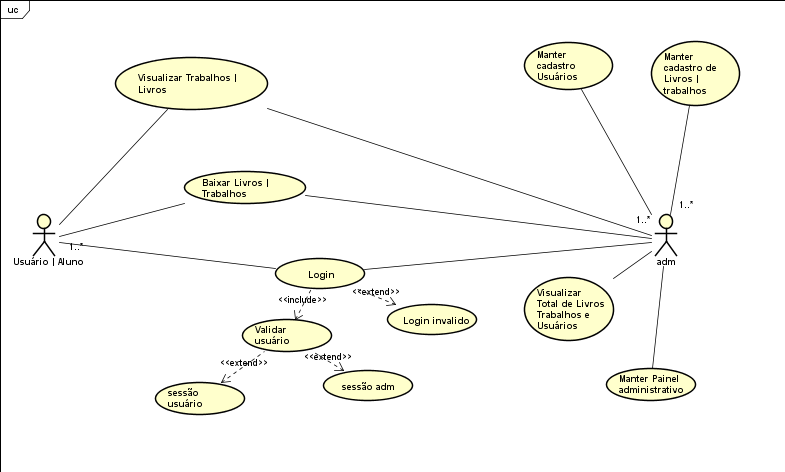 uc
Visualizar Trabalhos |
Livros
Manter
cadastro
Usuários
Manter
cadastro de
Livros |
trabalhos
Baixar Livros |
Trabalhos
1..*
1..*
1..*
Usuário | Aluno
adm
Login
<<include>>
<<extend>>
Visualizar
Total de Livros
Trabalhos e
Usuários
Login invalido
Validar
usuário
<<extend>>
<<extend>>
sessão
usuário
sessão adm
Manter Painel
administrativo